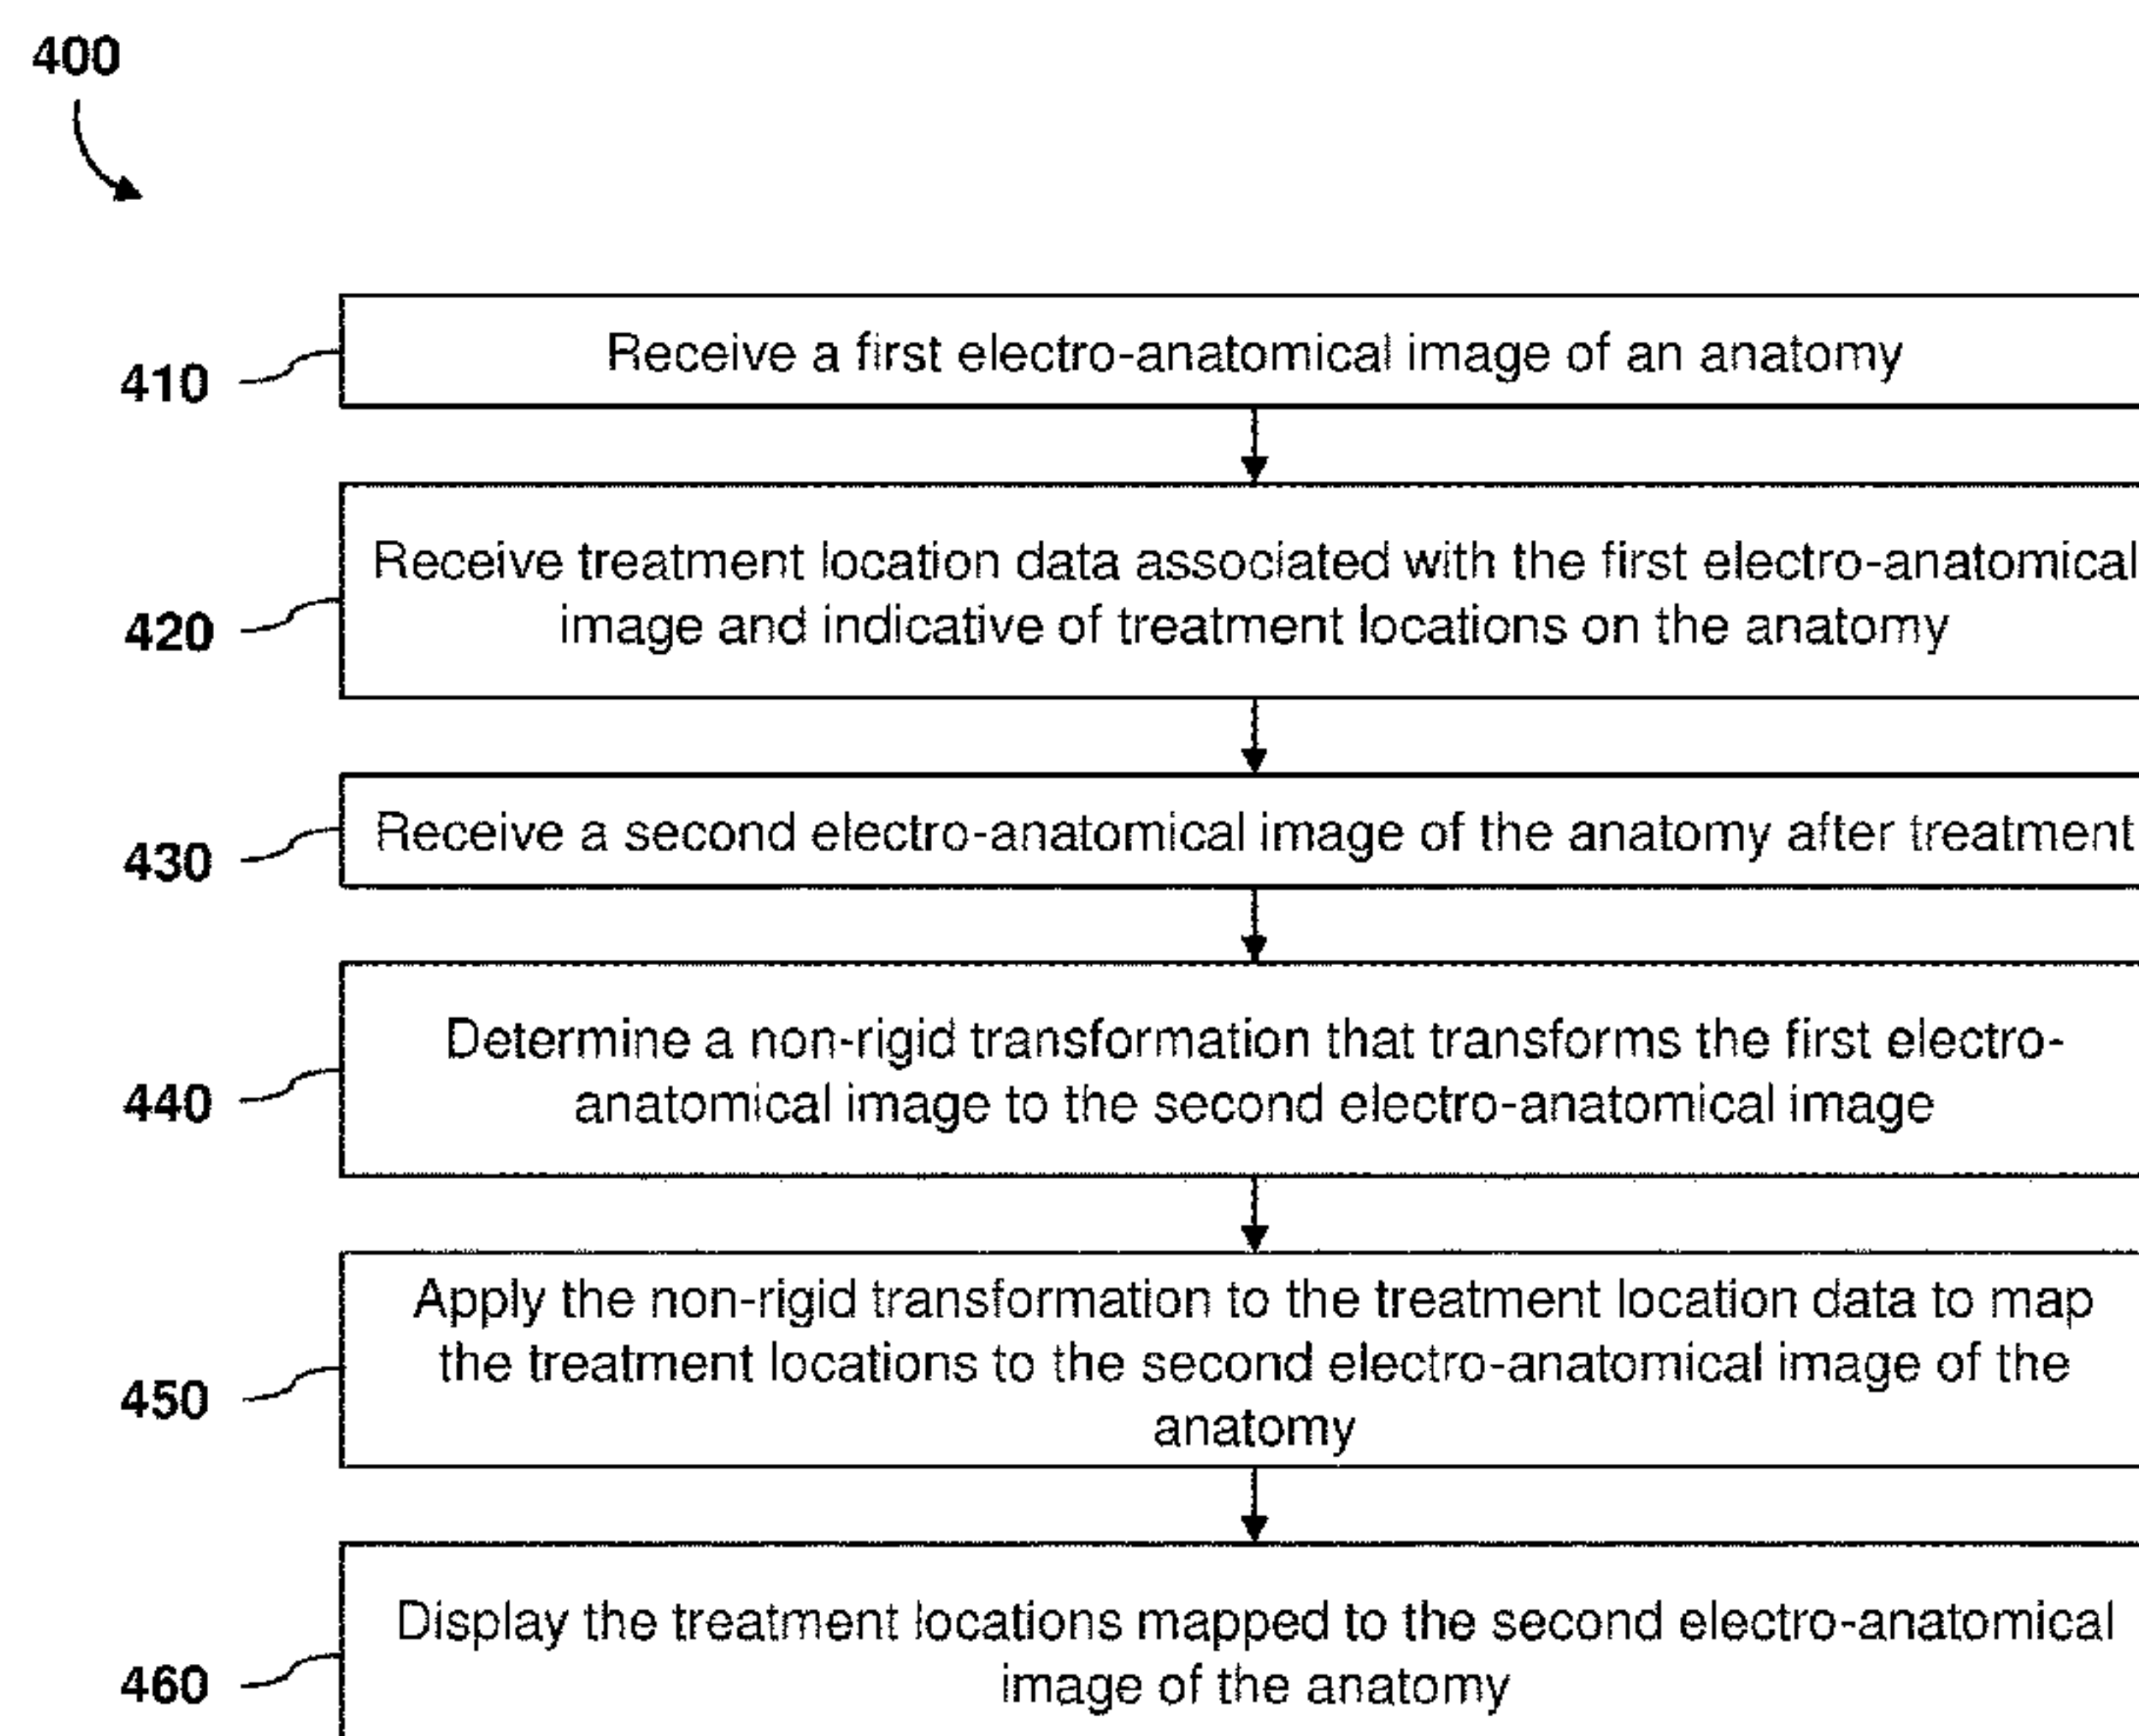 400
410
Receive a first electro-anatomical image of an anatomy
420
Receive treatment location data associated with the first electro-anatomical
image and indicative of treatment locations on the anatomy
430
Receive a second electro-anatomical image of the anatomy after treatment
440
Determine a non-rigid transformation that transforms the first electro-
anatomical image to the second electro-anatomical image
450
Apply the non-rigid transformation to the treatment location data to map
the treatment locations to the second electro-anatomical image of the
anatomy
460
Display the treatment locations mapped to the second electro-anatomical
image of the anatomy